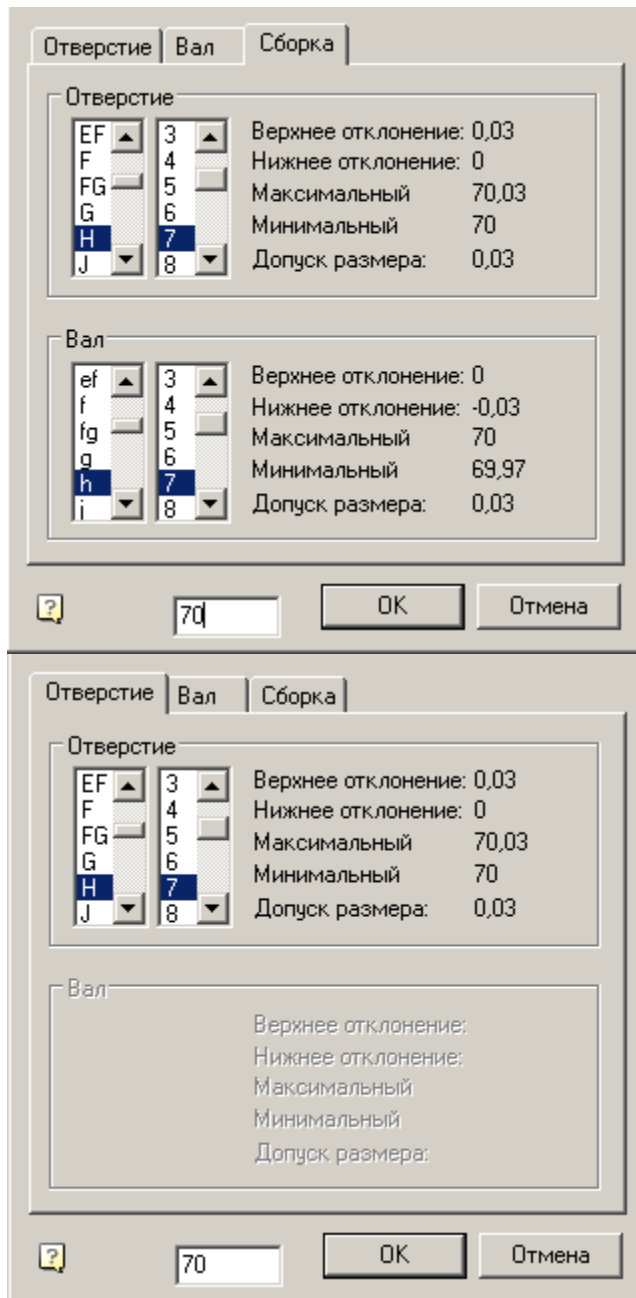 Отверстие Вал Сборка
Отверстие
EF 3 Верхнее отклонение: 0,03
F 4 Нижнее отклонение: 0
FG 5 Максимальный 70,03
G 6 Минимальный 70
H 7 Допуск размера: 0,03
J 8
Вал
ef 3 Верхнее отклонение: 0
f 4 Нижнее отклонение: -0,03
fg 5 Максимальный 70
g 6 Минимальный 69,97
h 7 Допуск размера: 0,03
j 8
70 OK Отмена
Отверстие Вал Сборка
Отверстие
EF 3 Верхнее отклонение: 0,03
F 4 Нижнее отклонение: 0
FG 5 Максимальный 70,03
G 6 Минимальный 70
H 7 Допуск размера: 0,03
J 8
Вал
Верхнее отклонение:
Нижнее отклонение:
Максимальный
Минимальный
Допуск размера:
70 OK Отмена